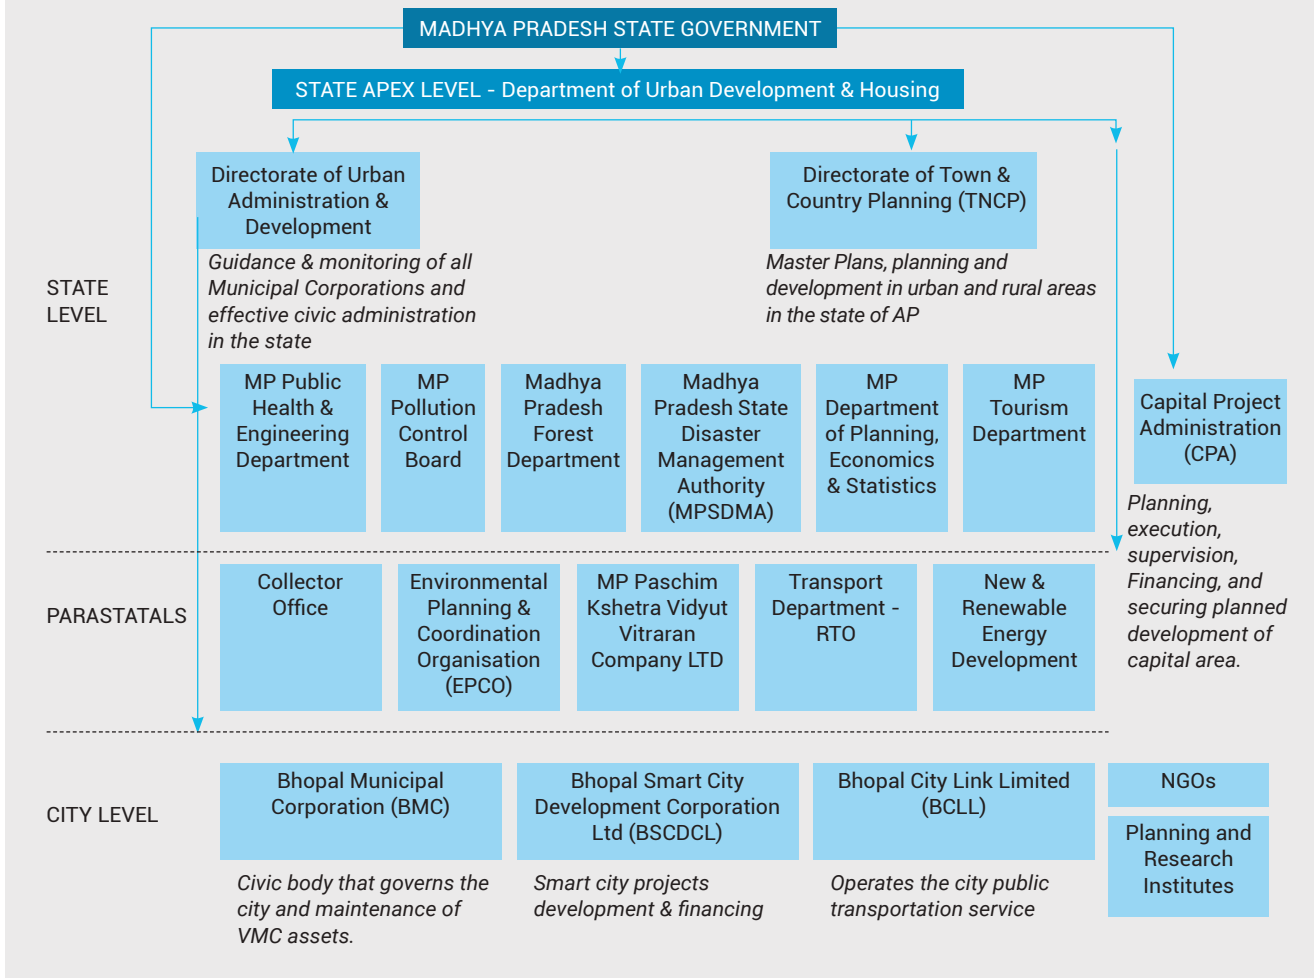 MADHYA PRADESH STATE GOVERNMENT
STATE APEX LEVEL - Department of Urban Development & Housing
Directorate of Urban
Administration &
Development
Guidance & monitoring of all
Municipal Corporations and
effective civic administration
in the state
Directorate of Town &
Country Planning (TNCP)
Master Plans, planning and
development in urban and rural areas
in the state of AP
STATE
LEVEL
MP Public
Health &
Engineering
Department
MP
Pollution
Control
Board
Madhya
Pradesh
Forest
Department
Madhya
Pradesh State
Disaster
Management
Authority
(MPSDMA)
MP
Department
of Planning,
Economics
& Statistics
MP
Tourism
Department
Capital Project
Administration
(CPA)
Planning,
execution,
supervision,
Financing, and
securing planned
development of
capital area.
PARASTATALS
Collector
Office
Environmental
Planning &
Coordination
Organisation
(EPCO)
MP Paschim
Kshetra Vidyut
Vitraran
Company LTD
Transport
Department -
RTO
New &
Renewable
Energy
Development
CITY LEVEL
Bhopal Municipal
Corporation (BMC)
Civic body that governs the
city and maintenance of
VMC assets.
Bhopal Smart City
Development Corporation
Ltd (BSCDCL)
Smart city projects
development & financing
Bhopal City Link Limited
(BCLL)
Operates the city public
transportation service
NGOs
Planning and
Research
Institutes